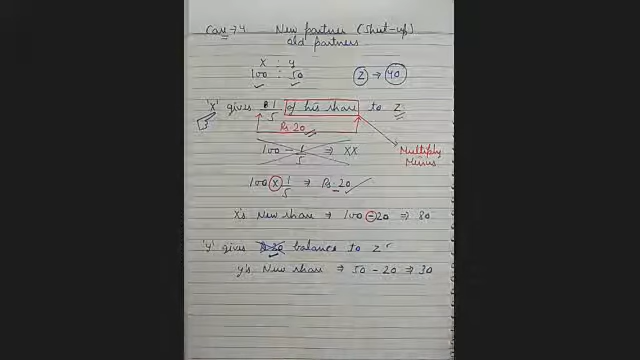 Case → 4 New partner (Shut-up)
old partners
X : Y
100 : 50 Z → 40
'X' gives 1/5 of his share to Z
Rs. 20
100 - 1/5 ⇒ XX
Multiply
Minus
100 × 1/5 ⇒ Rs. 20
X's New share ⇒ 100 - 20 ⇒ 80
'Y' gives balance to Z
Y's New share ⇒ 50 - 20 ⇒ 30